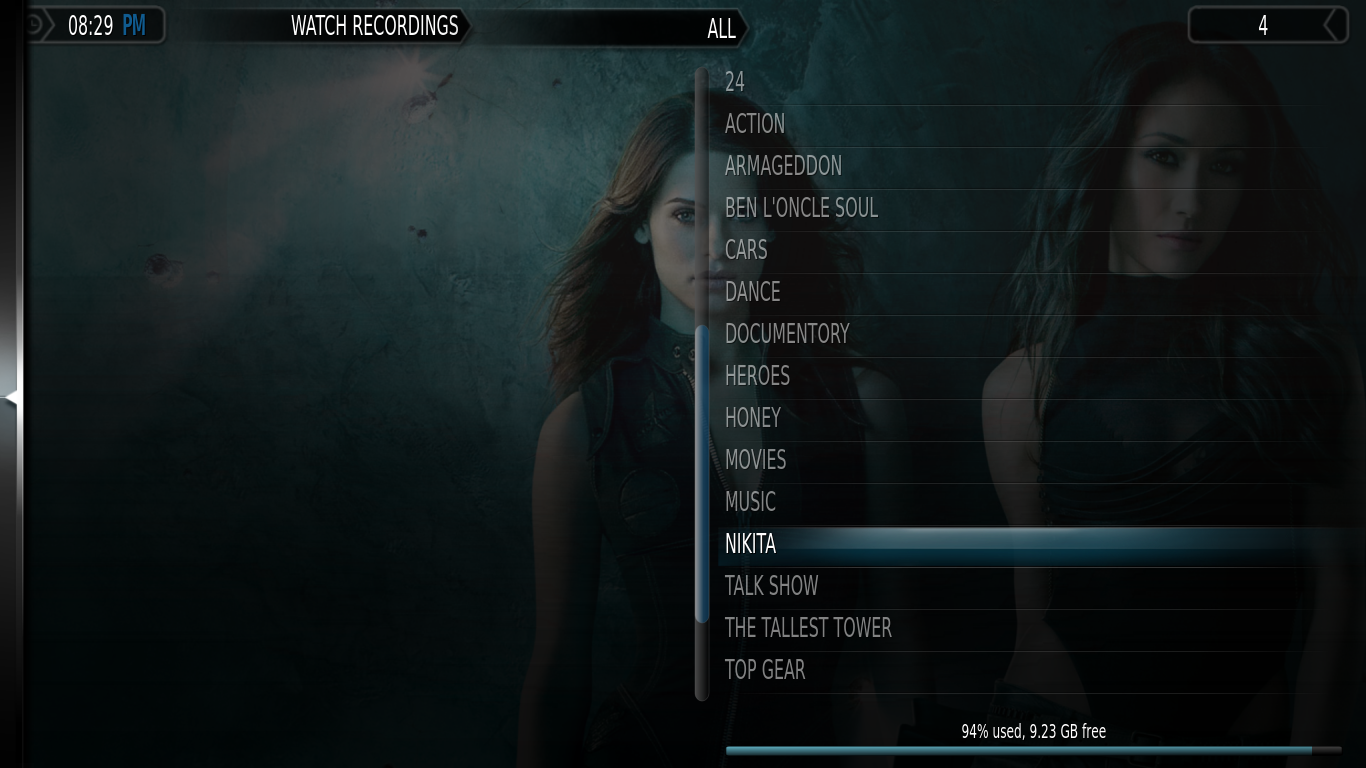 08:29 PM
WATCH RECORDINGS
ALL
4
24
ACTION
ARMAGEDDON
BEN L'ONCLE SOUL
CARS
DANCE
DOCUMENTORY
HEROES
HONEY
MOVIES
MUSIC
NIKITA
TALK SHOW
THE TALLEST TOWER
TOP GEAR
94% used, 9.23 GB free